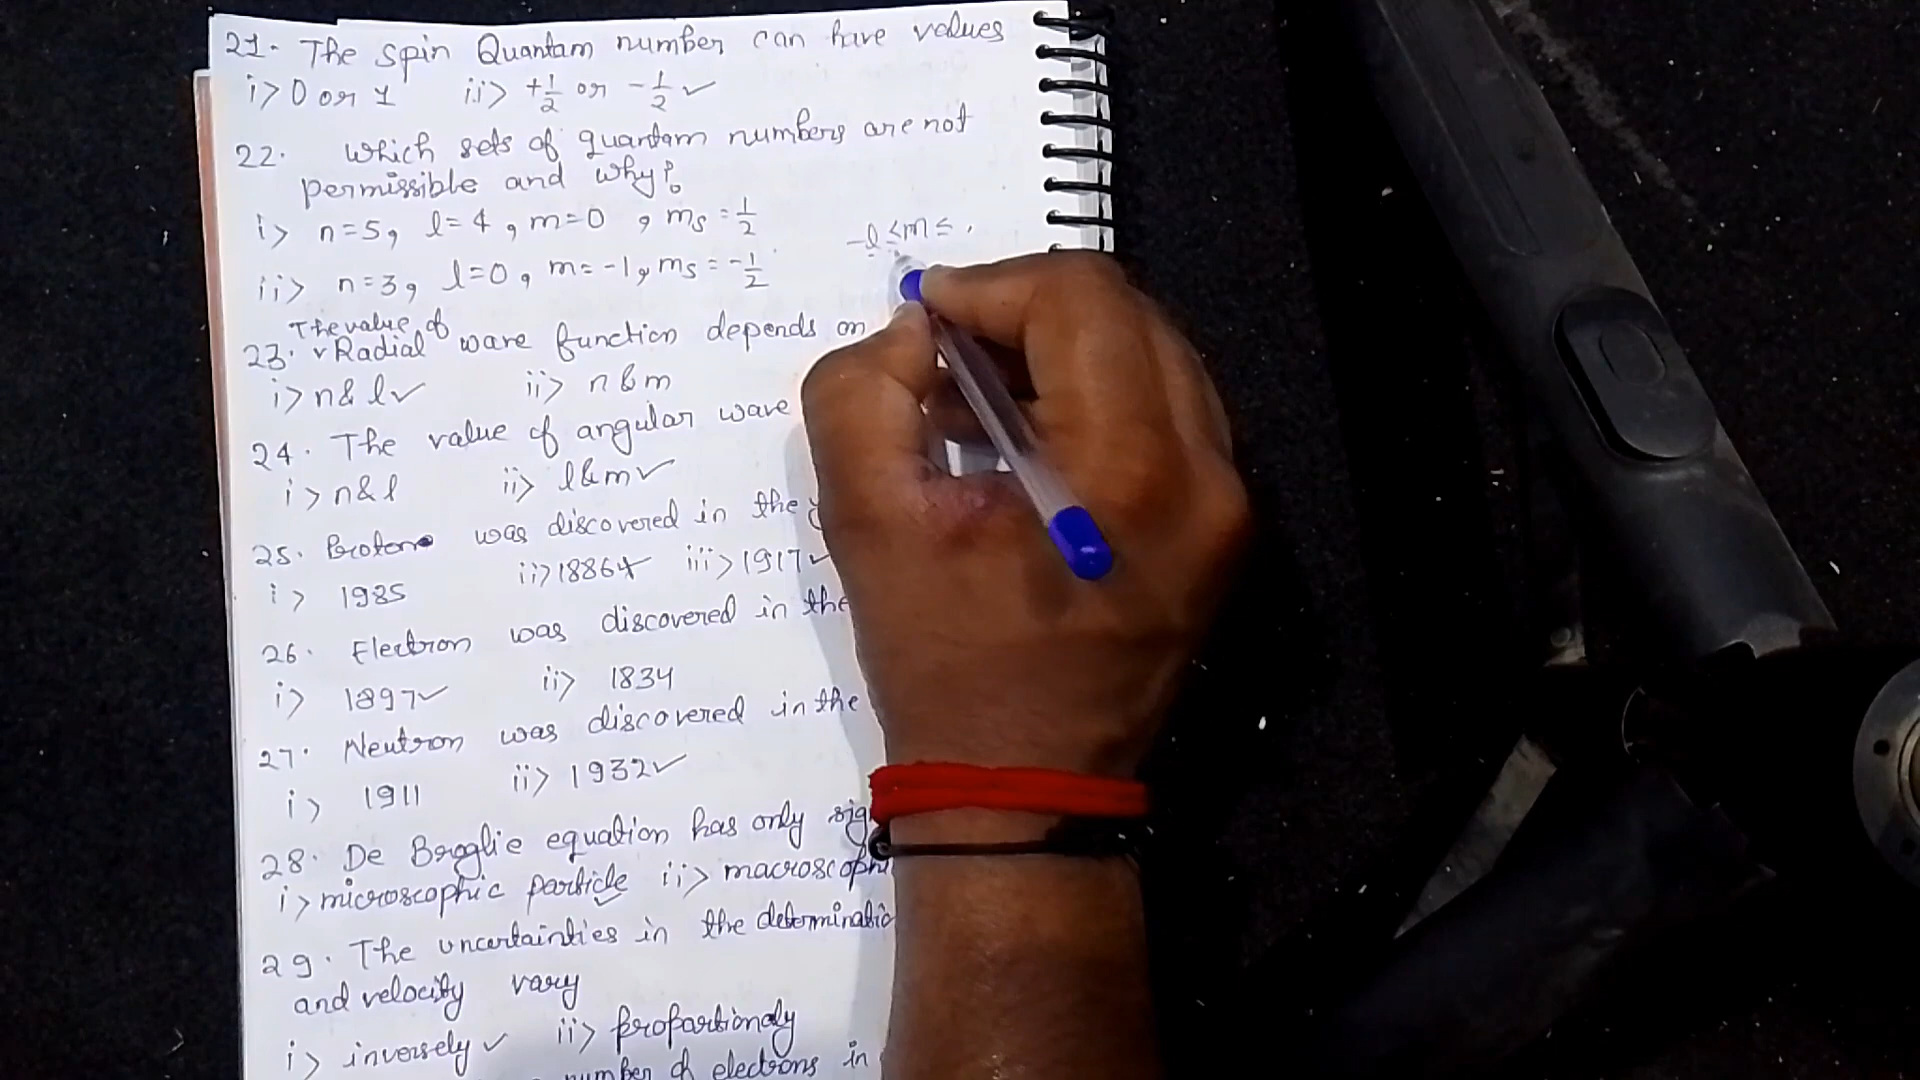 21. The spin Quantam number can have values
i> 0 or 1 ii> +1/2 or -1/2 ✓
22. which sets of quantam numbers are not
permissible and why?
i> n=5, l=4, m=0, ms=1/2
-l ≤ m ≤
ii> n=3, l=0, m=-1, ms=-1/2
The value of
23. Radial wave function depends on
i> n& l ✓ ii> n & m
24. The value of angular wave
i> n& l ii> l & m ✓
25. Proton was discovered in the
i> 1985 ii> 1886 iii> 1917 ✓
26. Electron was discovered in the
i> 1897 ✓ ii> 1834
27. Neutron was discovered in the
i> 1911 ii> 1932 ✓
28. De Broglie equation has only
i> microscophic particle ✓ ii>
29. The uncertainties in the
and velocity vary
i> inversely ✓ ii> propartionaly
number of electrons in